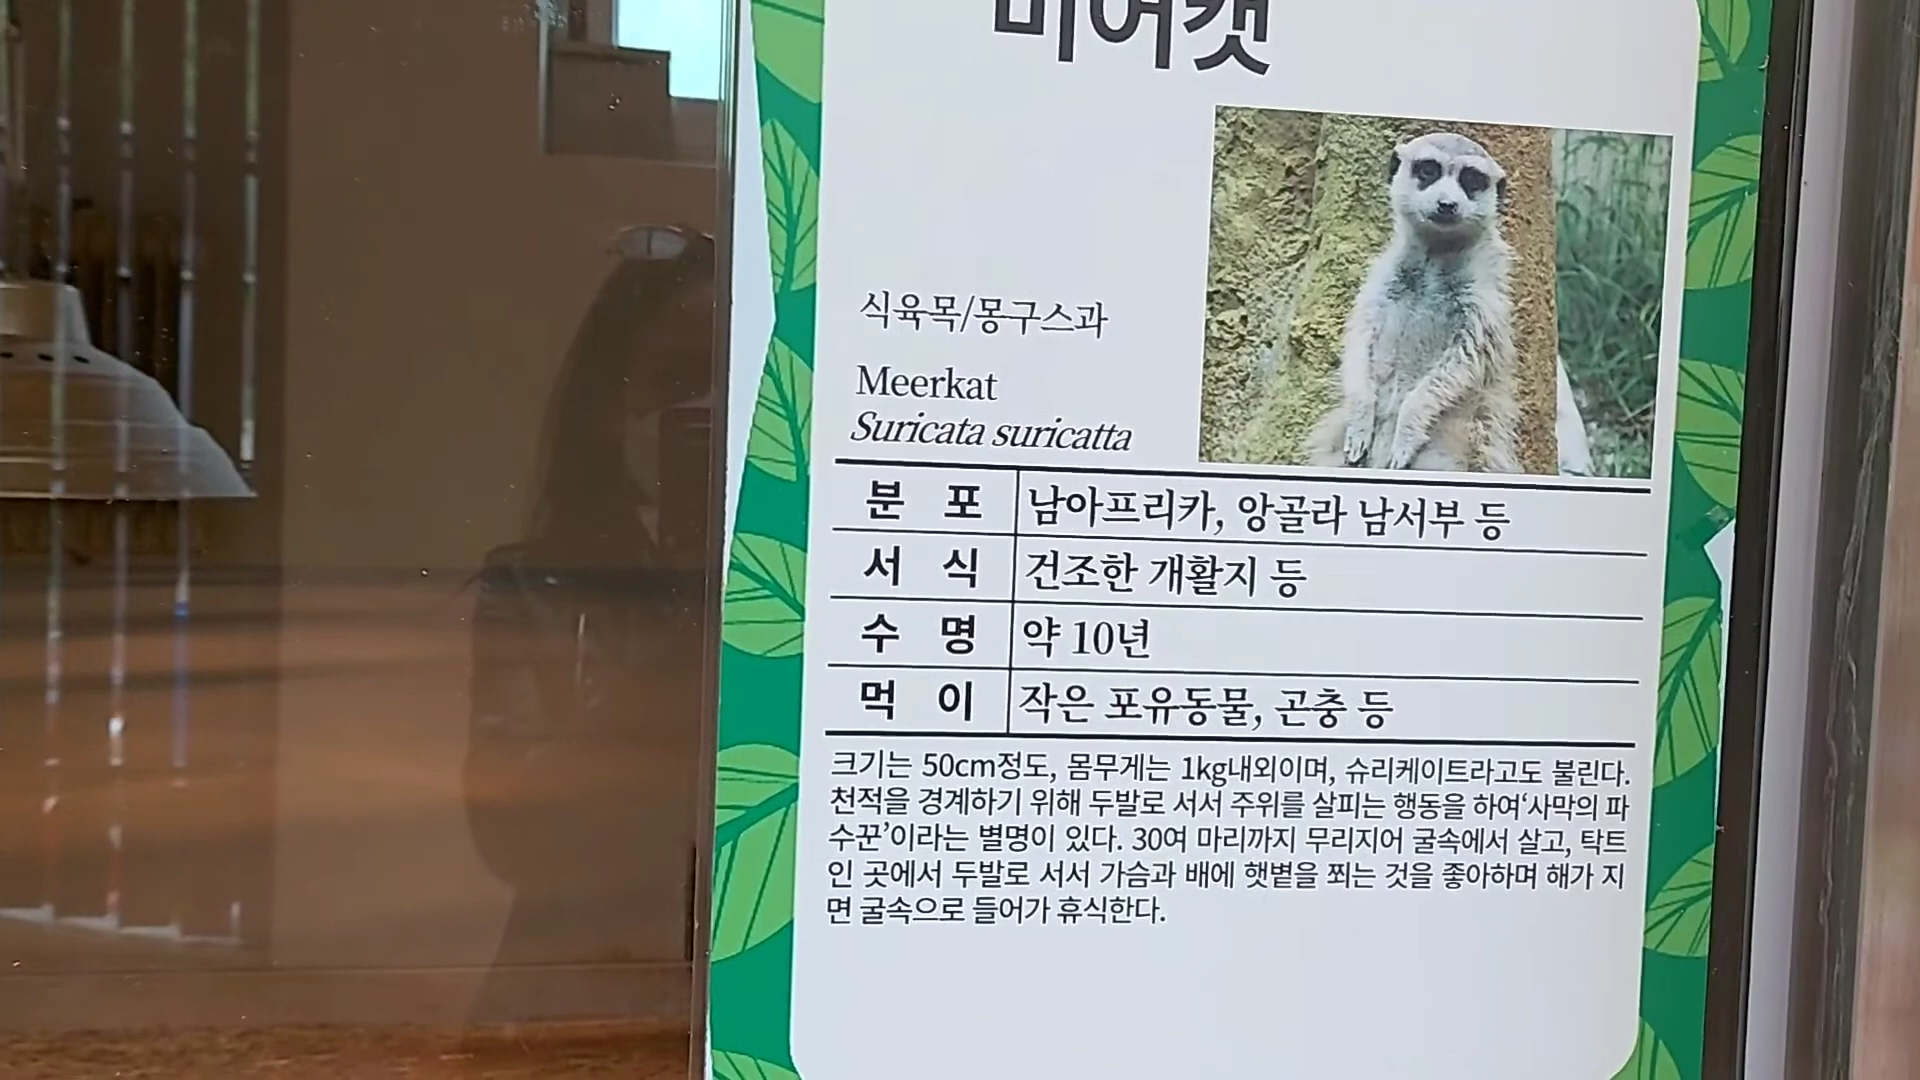 미어캣
식육목/몽구스과
Meerkat
Suricata suricatta
분 포 남아프리카, 앙골라 남서부 등
서 식 건조한 개활지 등
수 명 약 10년
먹 이 작은 포유동물, 곤충 등
크기는 50cm정도, 몸무게는 1kg내외이며, 슈리케이트라고도 불린다.
천적을 경계하기 위해 두발로 서서 주위를 살피는 행동을 하여‘사막의 파
수꾼’이라는 별명이 있다. 30여 마리까지 무리지어 굴속에서 살고, 탁트
인 곳에서 두발로 서서 가슴과 배에 햇볕을 쬐는 것을 좋아하며 해가 지
면 굴속으로 들어가 휴식한다.